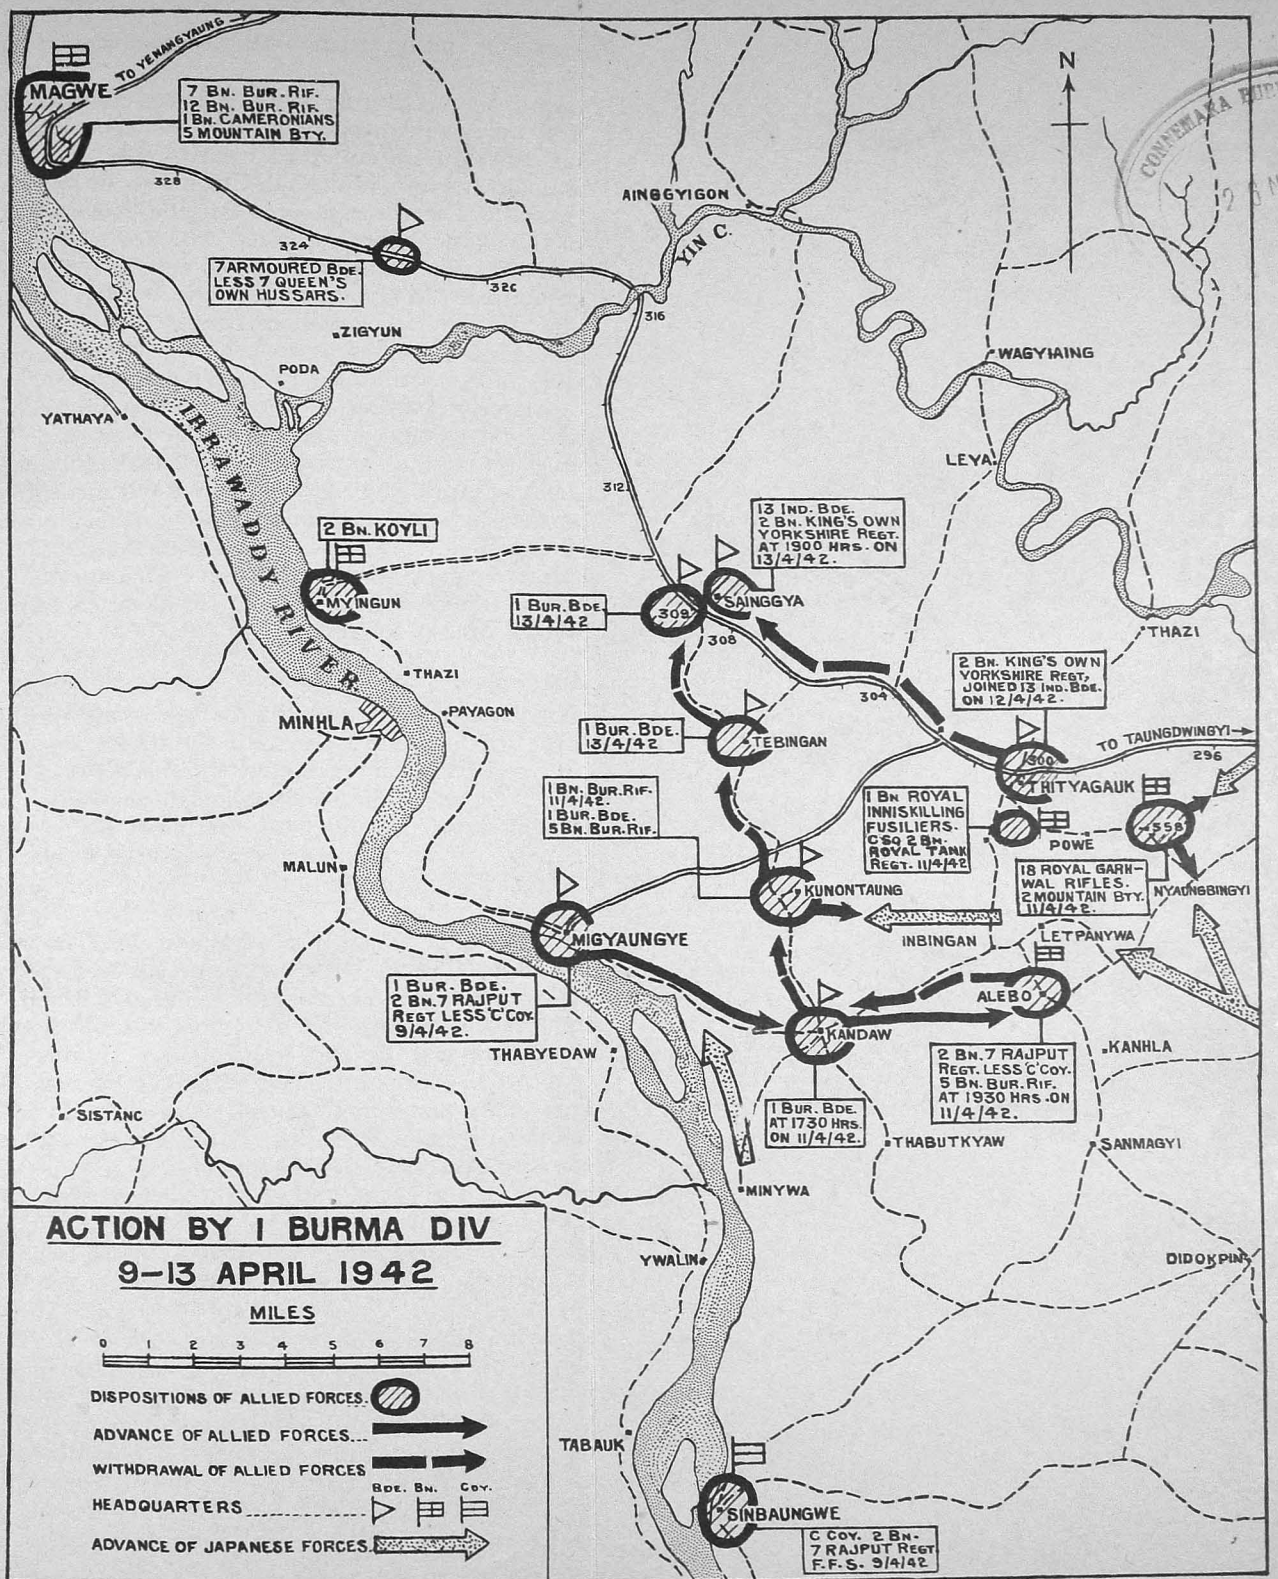 MAGWE
TO YENANGYAUNG
7 BN. BUR. RIF.
12 BN. BUR. RIF.
1 BN. CAMERONIANS
5 MOUNTAIN BTY.
N
CONNEMARA
328
324
7 ARMOURED BDE.
LESS 7 QUEEN'S
OWN HUSSARS.
326
AINGGYIGON
YIN C.
316
ZIGYUN
PODA
WAGYIAING
YATHAYA
IRRAWADDY RIVER
LEYA
312
2 BN. KOYLI
MYINGUN
13 IND. BDE.
2 BN. KING'S OWN
YORKSHIRE REGT.
AT 1900 HRS. ON
13/4/42.
1 BUR. BDE.
13/4/42
309
SAINGGYA
308
THAZI
THAZI
2 BN. KING'S OWN
YORKSHIRE REGT,
JOINED 13 IND. BDE.
ON 12/4/42.
304
MINHLA
PAYAGON
1 BUR. BDE.
13/4/42
TEBINGAN
TO TAUNGDWINGYI
296
300
THITYAGAUK
1 BN. BUR. RIF.
11/4/42.
1 BUR. BDE.
5 BN. BUR. RIF.
1 BN ROYAL
INNISKILLING
FUSILIERS.
C SQ 2 BN.
ROYAL TANK
REGT. 11/4/42
POWE
558
MALUN
KUNONTAUNG
18 ROYAL GARH-
WAL RIFLES.
2 MOUNTAIN BTY.
11/4/42.
NYAUNGBINGYI
MIGYAUNGYE
INBINGAN
LETPANYWA
1 BUR. BDE.
2 BN. 7 RAJPUT
REGT LESS 'C' COY.
9/4/42.
ALEBO
KANDAW
THABYEDAW
KANHLA
2 BN. 7 RAJPUT
REGT. LESS 'C' COY.
5 BN. BUR. RIF.
AT 1930 HRS. ON
11/4/42.
SISTANC
1 BUR. BDE.
AT 1730 HRS.
ON 11/4/42.
THABUTKYAW
SANMAGYI
MINYWA
YWALIN
DIDOKPIN
TABAUK
SINBAUNGWE
C COY. 2 BN.
7 RAJPUT REGT
F.F.S. 9/4/42
ACTION BY 1 BURMA DIV
9-13 APRIL 1942
MILES
0 1 2 3 4 5 6 7 8
DISPOSITIONS OF ALLIED FORCES.
ADVANCE OF ALLIED FORCES...
WITHDRAWAL OF ALLIED FORCES
BDE. BN. COY.
HEADQUARTERS
ADVANCE OF JAPANESE FORCES.